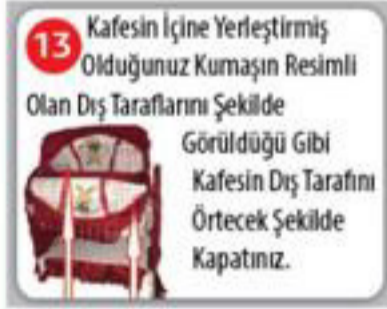 13 Kafesin İçine Yerleştirmiş
Olduğunuz Kumaşın Resimli
Olan Dış Taraflarını Şekilde
Görüldüğü Gibi
Kafesin Dış Tarafını
Örtecek Şekilde
Kapatınız.